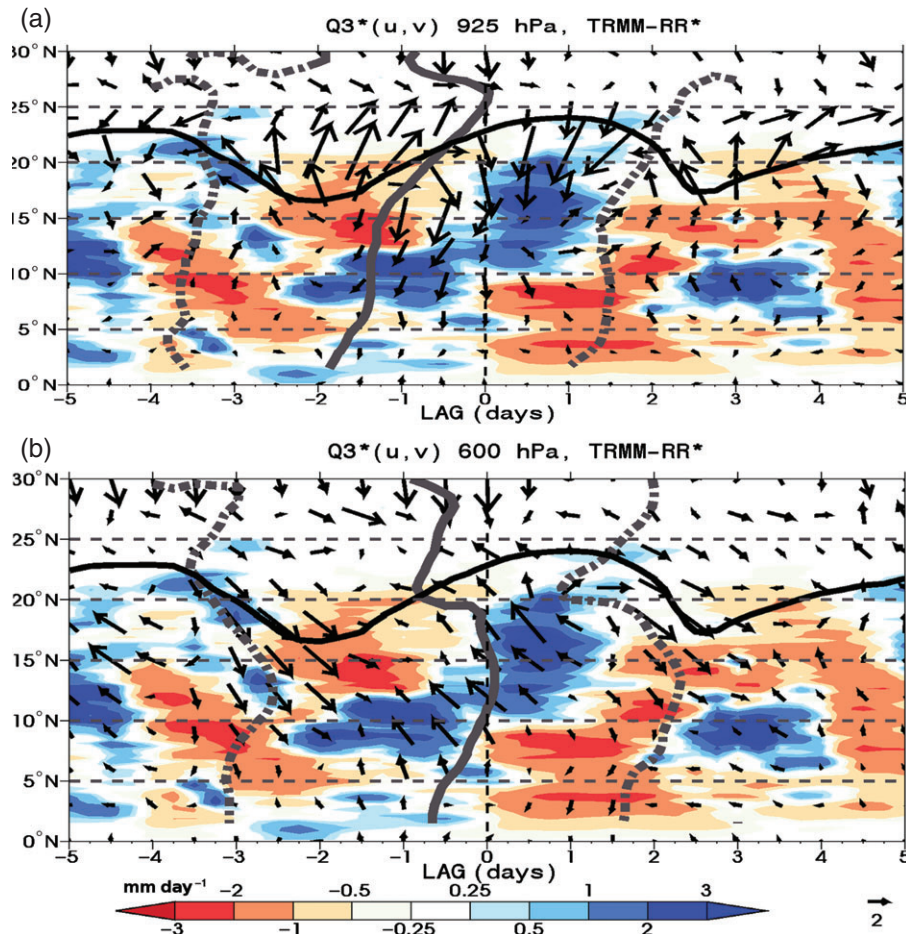 (a)
Q3*(u,v) 925 hPa, TRMM-RR*
30°N
25°N
20°N
15°N
10°N
5°N
0°N
-5 -4 -3 -2 -1 0 1 2 3 4 5
LAG (days)
(b)
Q3*(u,v) 600 hPa, TRMM-RR*
30°N
25°N
20°N
15°N
10°N
5°N
0°N
-5 -4 -3 -2 -1 0 1 2 3 4 5
LAG (days)
mm day⁻¹ -2 -0.5 0.25 1 3
-3 -1 -0.25 0.5 2
2